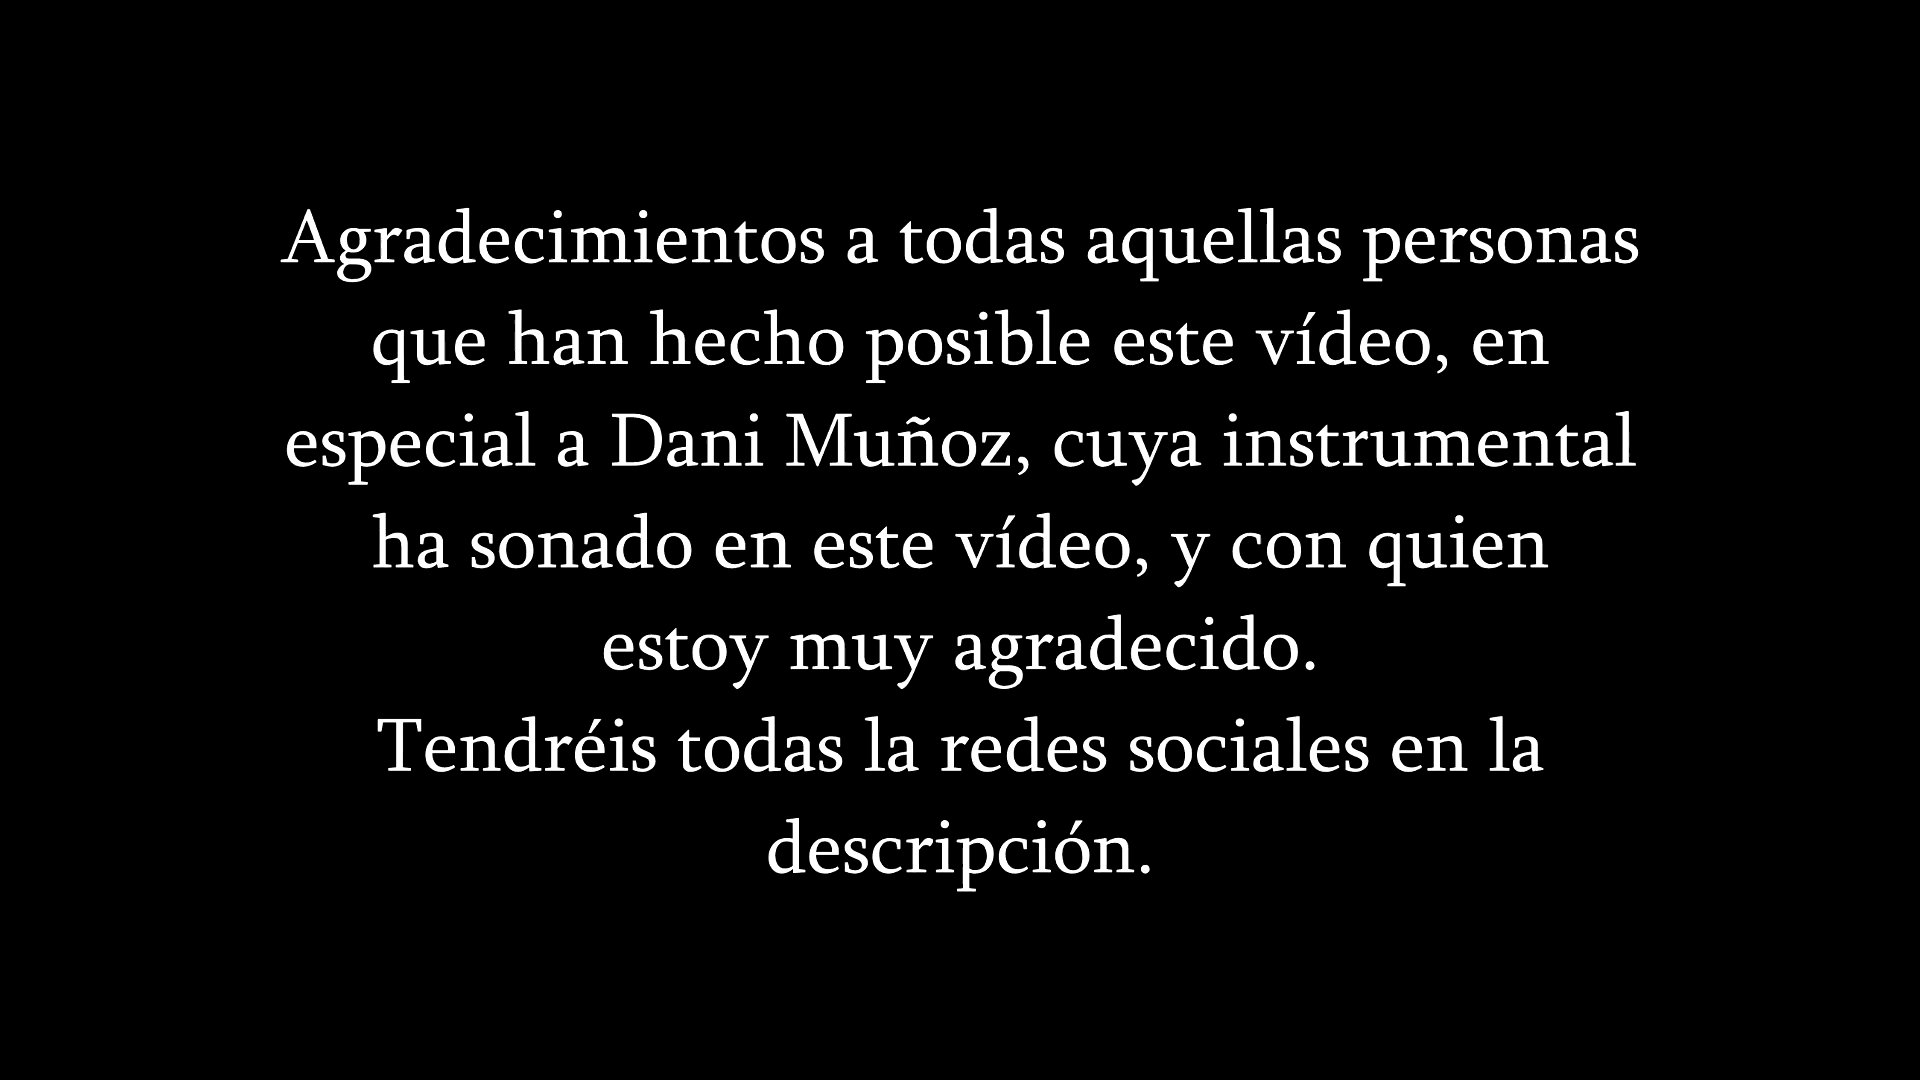 Agradecimientos a todas aquellas personas
que han hecho posible este vídeo, en
especial a Dani Muñoz, cuya instrumental
ha sonado en este vídeo, y con quien
estoy muy agradecido.
Tendréis todas la redes sociales en la
descripción.